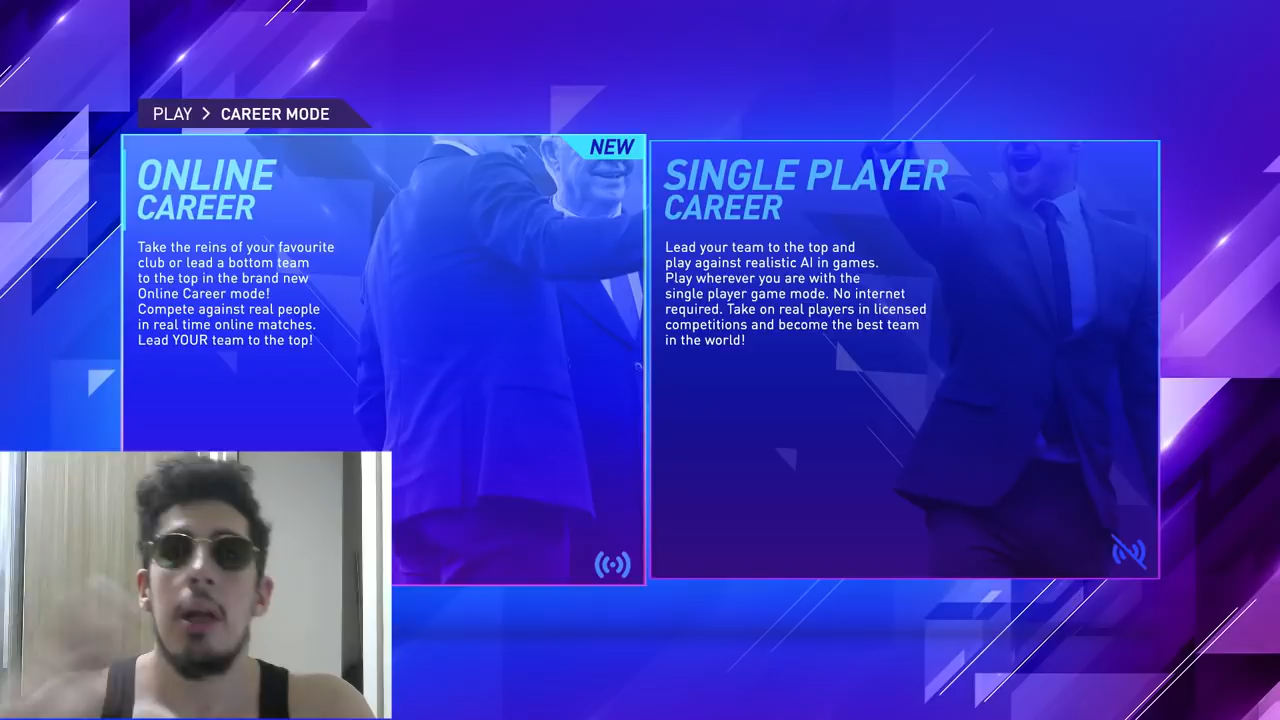 PLAY > CAREER MODE
NEW
ONLINE
CAREER
Take the reins of your favourite
club or lead a bottom team
to the top in the brand new
Online Career mode!
Compete against real people
in real time online matches.
Lead YOUR team to the top!
SINGLE PLAYER
CAREER
Lead your team to the top and
play against realistic AI in games.
Play wherever you are with the
single player game mode. No internet
required. Take on real players in licensed
competitions and become the best team
in the world!